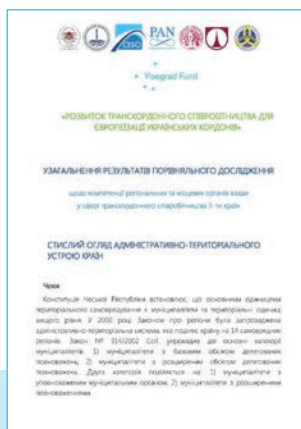 CESCI
PAN
Visegrad Fund
«РОЗВИТОК ТРАНСКОРДОННОГО СПІВРОБІТНИЦТВА ДЛЯ
ЄВРОПЕЇЗАЦІЇ УКРАЇНСЬКИХ КОРДОНІВ»
УЗАГАЛЬНЕННЯ РЕЗУЛЬТАТІВ ПОРІВНЯЛЬНОГО ДОСЛІДЖЕННЯ
щодо компетенції регіональних та місцевих органів влади
у сфері транскордонного співробітництва 5-ти країн
СТИСЛИЙ ОГЛЯД АДМІНІСТРАТИВНО-ТЕРИТОРІАЛЬНОГО
УСТРОЮ КРАЇН
Чехія
Конституція Чеської Республіки встановлює, що основними одиницями
територіального самоврядування є муніципалітети та територіальні одиниці
вищого рівня. У 2000 році Законом про регіони була запроваджена
адміністративно-територіальна система, яка поділяє країну на 14 самоврядних
регіонів. Закон № 314/2002 Coll. упровадив дві основні категорії
муніципалітетів: 1) муніципалітети з базовим обсягом делегованих
повноважень; 2) муніципалітети з розширеним обсягом делегованих
повноважень. Друга категорія поділяється на: 1) муніципалітети з
уповноваженим муніципальним органом; 2) муніципалітети з розширеними
повноваженнями.